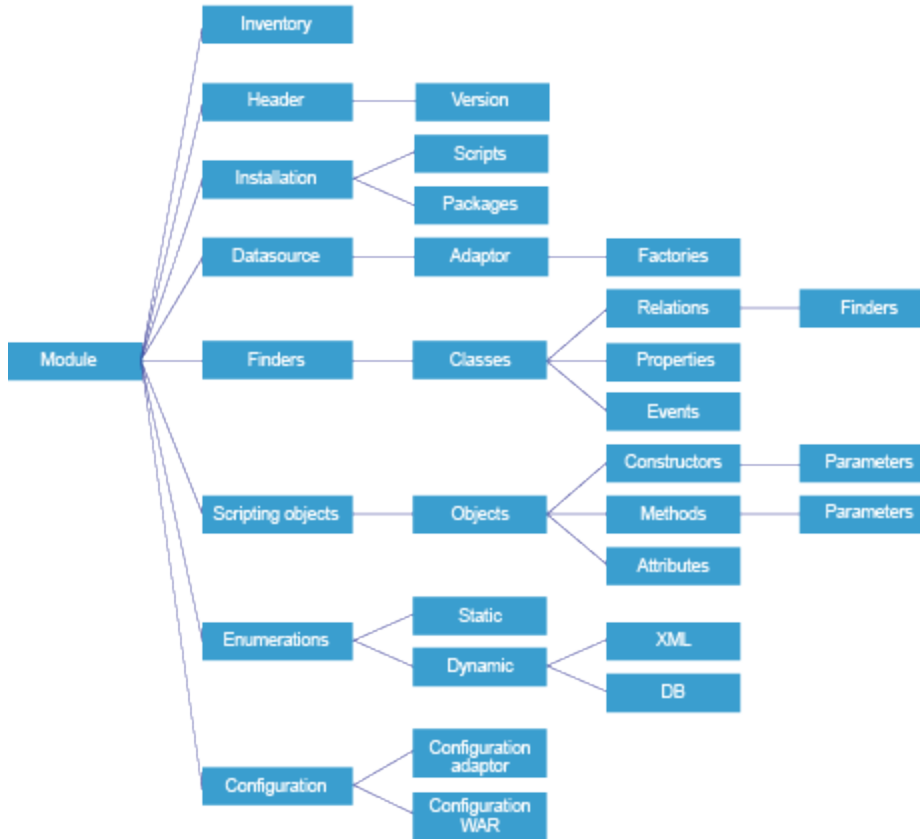 Inventory
Header
Version
Scripts
Installation
Packages
Datasource
Adaptor
Factories
Relations
Finders
Module
Finders
Classes
Properties
Events
Constructors
Parameters
Scripting objects
Objects
Methods
Parameters
Attributes
Static
Enumerations
XML
Dynamic
DB
Configuration
adaptor
Configuration
Configuration
WAR